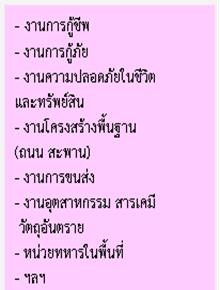 - งานการกู้ชีพ
- งานการกู้ภัย
- งานความปลอดภัยในชีวิต
และทรัพย์สิน
- งานโครงสร้างพื้นฐาน
(ถนน สะพาน)
- งานการขนส่ง
- งานอุตสาหกรรม สารเคมี
วัตถุอันตราย
- หน่วยทหารในพื้นที่
- ฯลฯ